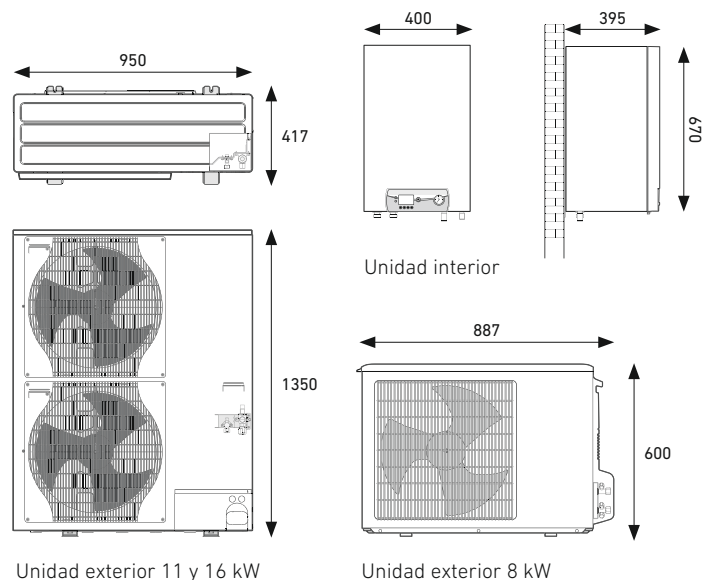 950
417
1350
Unidad exterior 11 y 16 kW
400
395
670
Unidad interior
887
600
Unidad exterior 8 kW